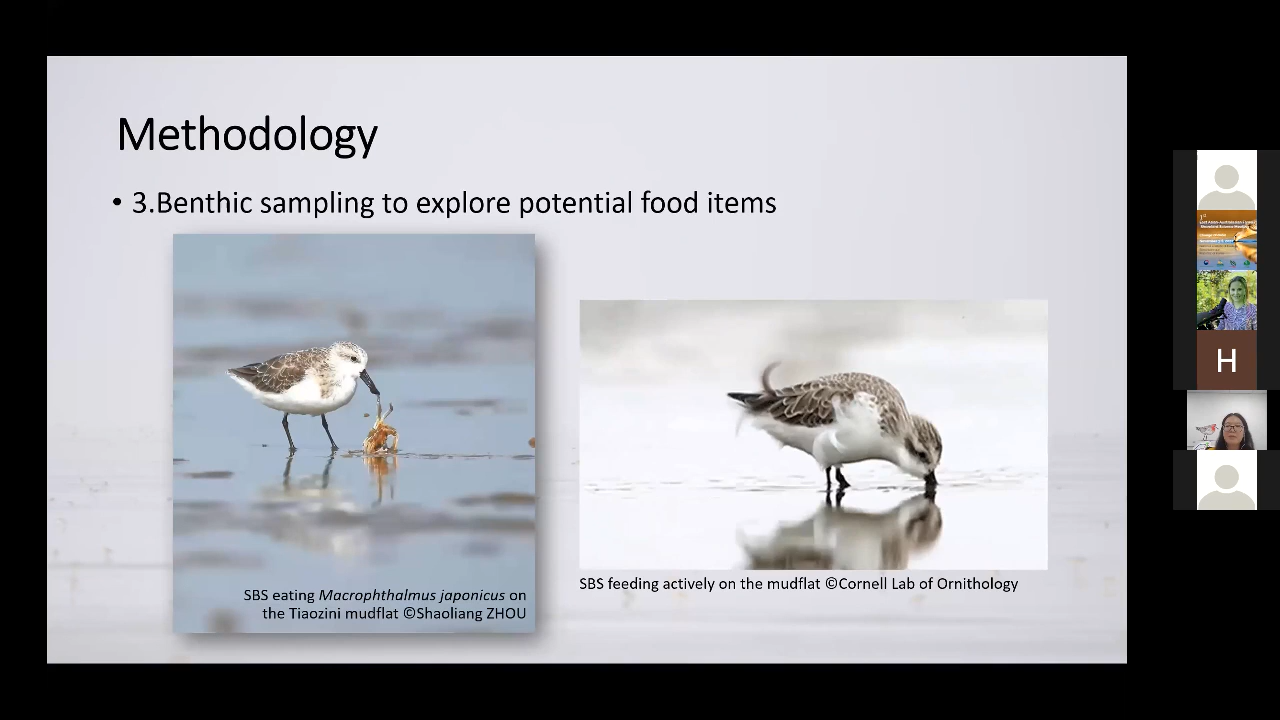 Methodology
• 3.Benthic sampling to explore potential food items
SBS eating Macrophthalmus japonicus on
the Tiaozini mudflat ©Shaoliang ZHOU
SBS feeding actively on the mudflat ©Cornell Lab of Ornithology
H